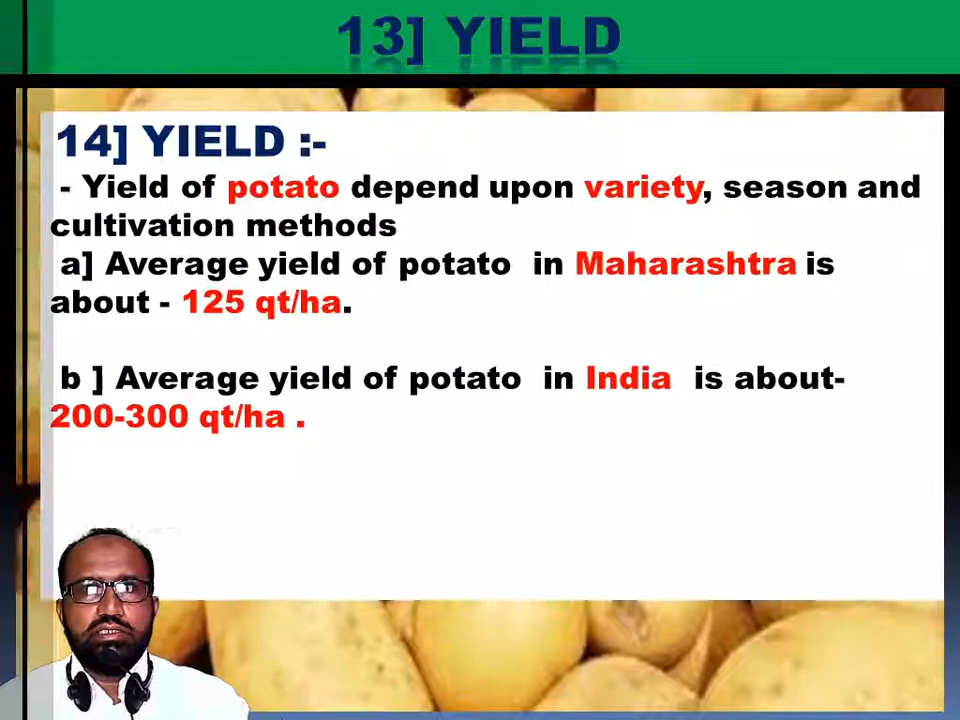 13] YIELD
14] YIELD :-
- Yield of potato depend upon variety, season and
cultivation methods
a] Average yield of potato in Maharashtra is
about - 125 qt/ha.
b ] Average yield of potato in India is about-
200-300 qt/ha .